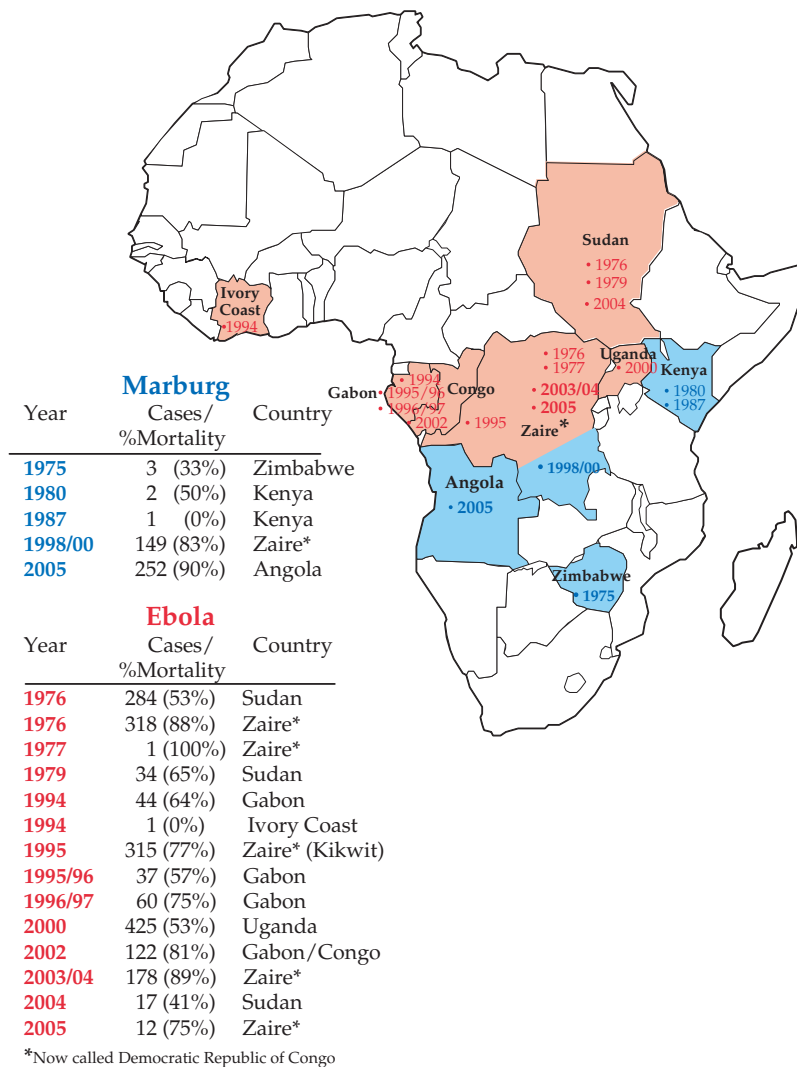 Sudan
• 1976
• 1979
• 2004
Ivory
Coast
•1994
Uganda
• 2000
Kenya
• 1980
• 1987
• 1976
• 1977
• 2003/04
• 2005
Zaire*
Gabon
Congo
• 1994
• 1995/96
• 1996/97
• 2002
• 1995
• 1998/00
Angola
• 2005
Zimbabwe
• 1975
Marburg
Year Cases/ Country
%Mortality
1975 3 (33%) Zimbabwe
1980 2 (50%) Kenya
1987 1 (0%) Kenya
1998/00 149 (83%) Zaire*
2005 252 (90%) Angola
Ebola
Year Cases/ Country
%Mortality
1976 284 (53%) Sudan
1976 318 (88%) Zaire*
1977 1 (100%) Zaire*
1979 34 (65%) Sudan
1994 44 (64%) Gabon
1994 1 (0%) Ivory Coast
1995 315 (77%) Zaire* (Kikwit)
1995/96 37 (57%) Gabon
1996/97 60 (75%) Gabon
2000 425 (53%) Uganda
2002 122 (81%) Gabon/Congo
2003/04 178 (89%) Zaire*
2004 17 (41%) Sudan
2005 12 (75%) Zaire*
*Now called Democratic Republic of Congo